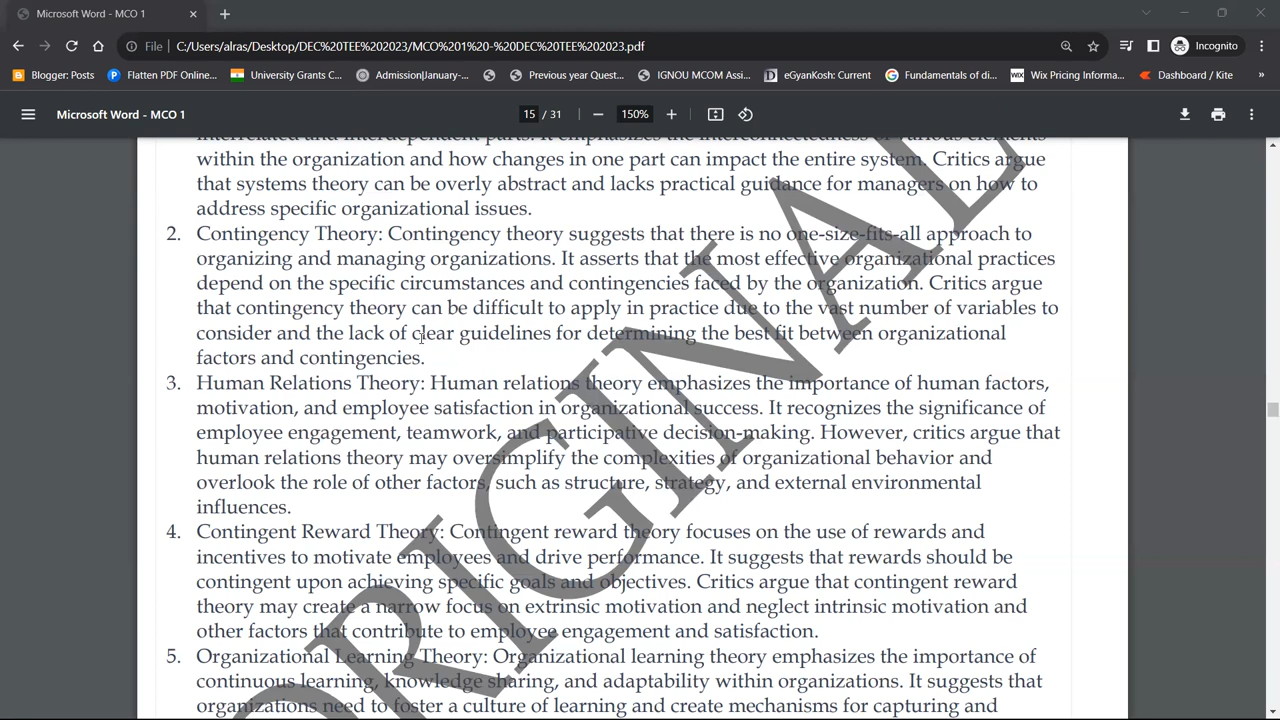 Microsoft Word - MCO 1
File C:/Users/alras/Desktop/DEC%20TEE%202023/MCO%201%20-%20DEC%20TEE%202023.pdf Incognito
Blogger: Posts Flatten PDF Online... University Grants C... Admission|January-... Previous year Quest... IGNOU MCOM Assi... eGyanKosh: Current Fundamentals of di... WIX Wix Pricing Informa... Dashboard / Kite »
Microsoft Word - MCO 1 15 / 31 150%
interrelated and interdependent parts. It emphasizes the interconnectedness of various elements
within the organization and how changes in one part can impact the entire system. Critics argue
that systems theory can be overly abstract and lacks practical guidance for managers on how to
address specific organizational issues.
2. Contingency Theory: Contingency theory suggests that there is no one-size-fits-all approach to
organizing and managing organizations. It asserts that the most effective organizational practices
depend on the specific circumstances and contingencies faced by the organization. Critics argue
that contingency theory can be difficult to apply in practice due to the vast number of variables to
consider and the lack of clear guidelines for determining the best fit between organizational
factors and contingencies.
3. Human Relations Theory: Human relations theory emphasizes the importance of human factors,
motivation, and employee satisfaction in organizational success. It recognizes the significance of
employee engagement, teamwork, and participative decision-making. However, critics argue that
human relations theory may oversimplify the complexities of organizational behavior and
overlook the role of other factors, such as structure, strategy, and external environmental
influences.
4. Contingent Reward Theory: Contingent reward theory focuses on the use of rewards and
incentives to motivate employees and drive performance. It suggests that rewards should be
contingent upon achieving specific goals and objectives. Critics argue that contingent reward
theory may create a narrow focus on extrinsic motivation and neglect intrinsic motivation and
other factors that contribute to employee engagement and satisfaction.
5. Organizational Learning Theory: Organizational learning theory emphasizes the importance of
continuous learning, knowledge sharing, and adaptability within organizations. It suggests that
organizations need to foster a culture of learning and create mechanisms for capturing and
ORIGINAL